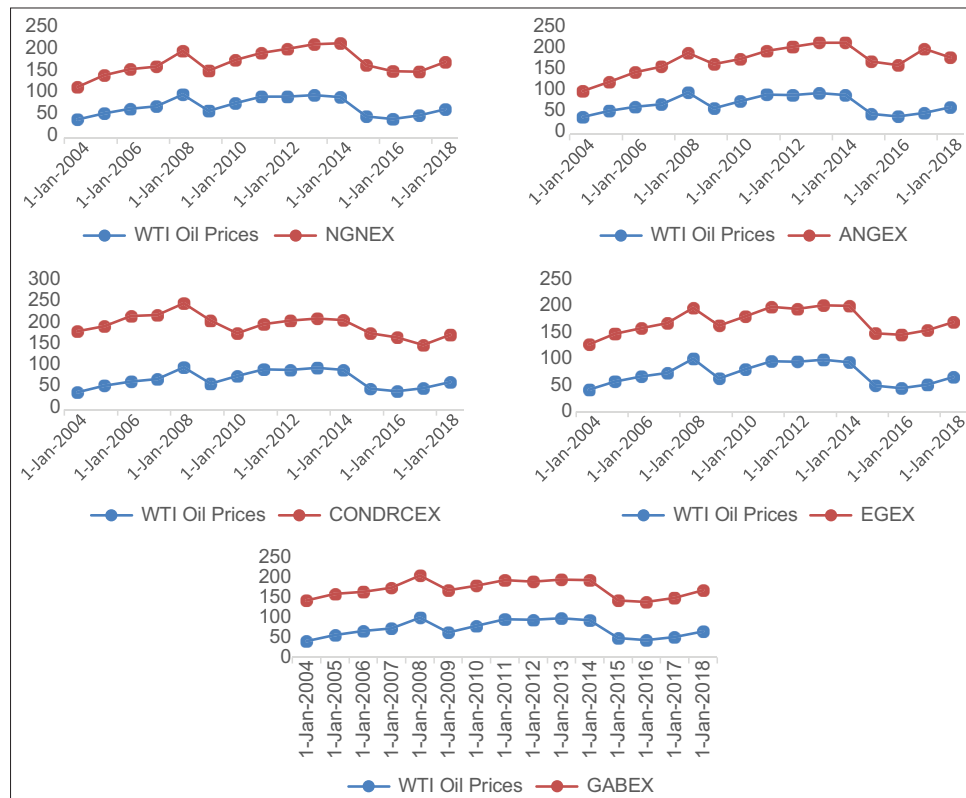 250
200
150
100
50
0
1-Jan-2004
1-Jan-2006
1-Jan-2008
1-Jan-2010
1-Jan-2012
1-Jan-2014
1-Jan-2016
1-Jan-2018
WTI Oil Prices NGNEX
250
200
150
100
50
0
1-Jan-2004
1-Jan-2006
1-Jan-2008
1-Jan-2010
1-Jan-2012
1-Jan-2014
1-Jan-2016
1-Jan-2018
WTI Oil Prices ANGEX
300
250
200
150
100
50
0
1-Jan-2004
1-Jan-2006
1-Jan-2008
1-Jan-2010
1-Jan-2012
1-Jan-2014
1-Jan-2016
1-Jan-2018
WTI Oil Prices CONDRCEX
250
200
150
100
50
0
1-Jan-2004
1-Jan-2006
1-Jan-2008
1-Jan-2010
1-Jan-2012
1-Jan-2014
1-Jan-2016
1-Jan-2018
WTI Oil Prices EGEX
250
200
150
100
50
0
1-Jan-2004
1-Jan-2005
1-Jan-2006
1-Jan-2007
1-Jan-2008
1-Jan-2009
1-Jan-2010
1-Jan-2011
1-Jan-2012
1-Jan-2013
1-Jan-2014
1-Jan-2015
1-Jan-2016
1-Jan-2017
1-Jan-2018
WTI Oil Prices GABEX